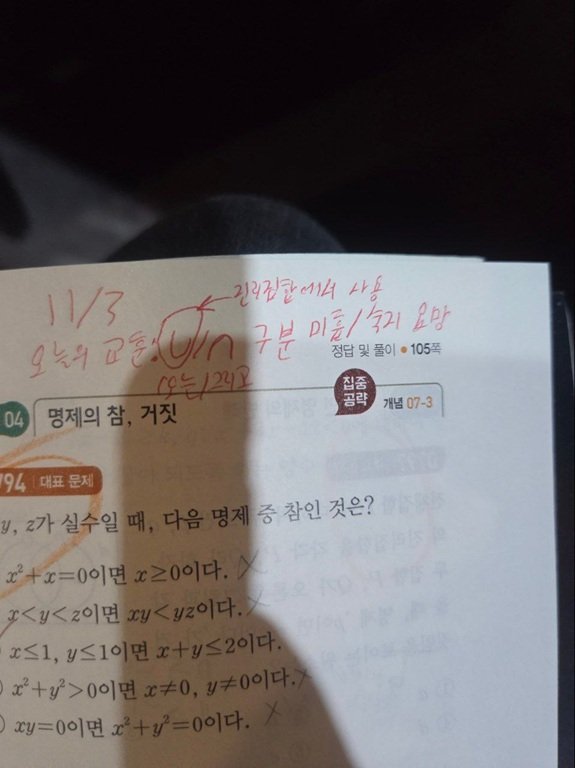 진리집합에서 사용
11/3
오늘의 교훈! ∪/∩ 구분 미흡/숙지 요망
또는/그리고
정답 및 풀이 • 105쪽
04 명제의 참, 거짓
집중 공략
개념 07-3
794 대표 문제
y, z가 실수일 때, 다음 명제 중 참인 것은?
x²+x=0이면 x≥0이다.
x<y<z이면 xy<yz이다.
x≤1, y≤1이면 x+y≤2이다.
x²+y²>0이면 x≠0, y≠0이다.
xy=0이면 x²+y²=0이다.